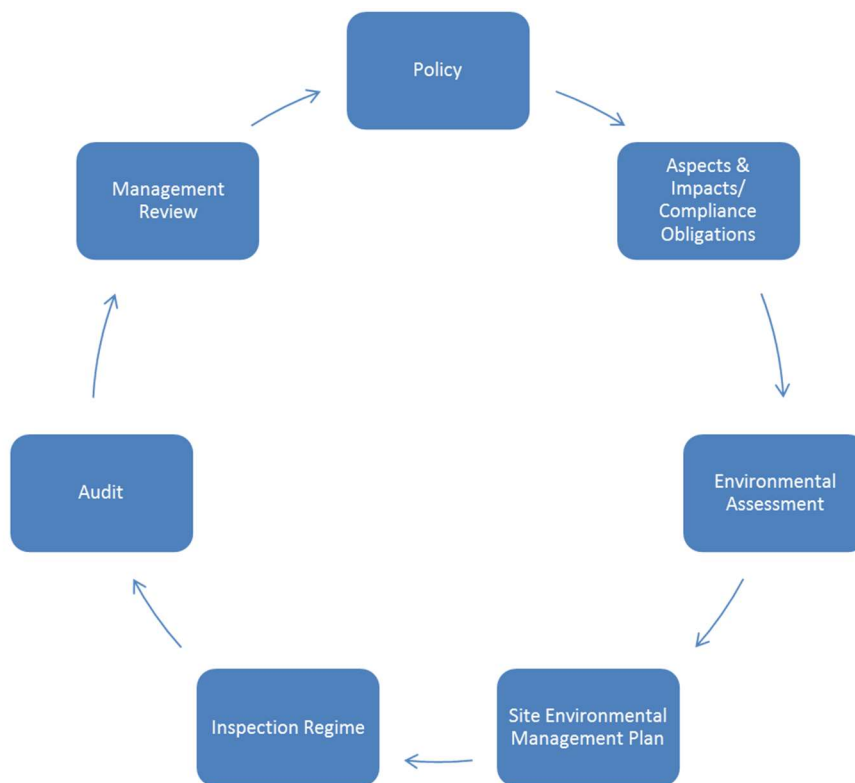 Policy
Aspects &
Impacts/
Compliance
Obligations
Environmental
Assessment
Site Environmental
Management Plan
Inspection Regime
Audit
Management
Review